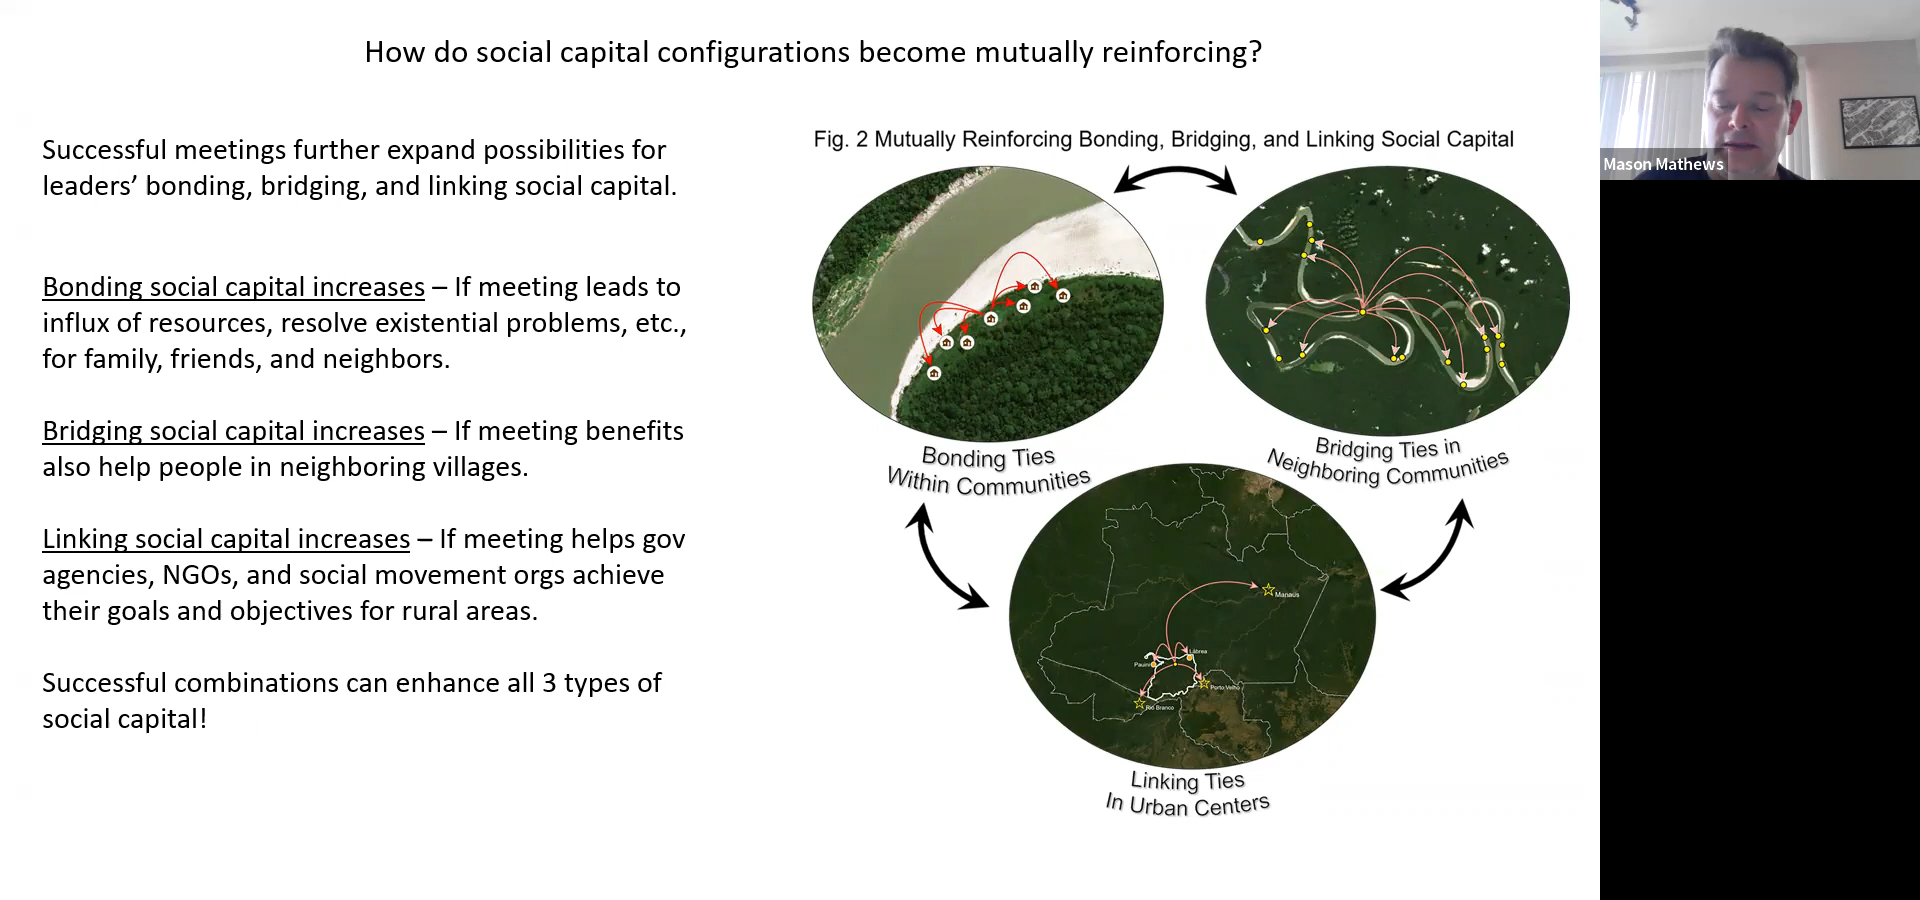 How do social capital configurations become mutually reinforcing?
Successful meetings further expand possibilities for
leaders’ bonding, bridging, and linking social capital.
Bonding social capital increases – If meeting leads to
influx of resources, resolve existential problems, etc.,
for family, friends, and neighbors.
Bridging social capital increases – If meeting benefits
also help people in neighboring villages.
Linking social capital increases – If meeting helps gov
agencies, NGOs, and social movement orgs achieve
their goals and objectives for rural areas.
Successful combinations can enhance all 3 types of
social capital!
Fig. 2 Mutually Reinforcing Bonding, Bridging, and Linking Social Capital
Bonding Ties
Within Communities
Bridging Ties in
Neighboring Communities
Manaus
Lábrea
Pauini
Porto Velho
Rio Branco
Linking Ties
In Urban Centers
Mason Mathews